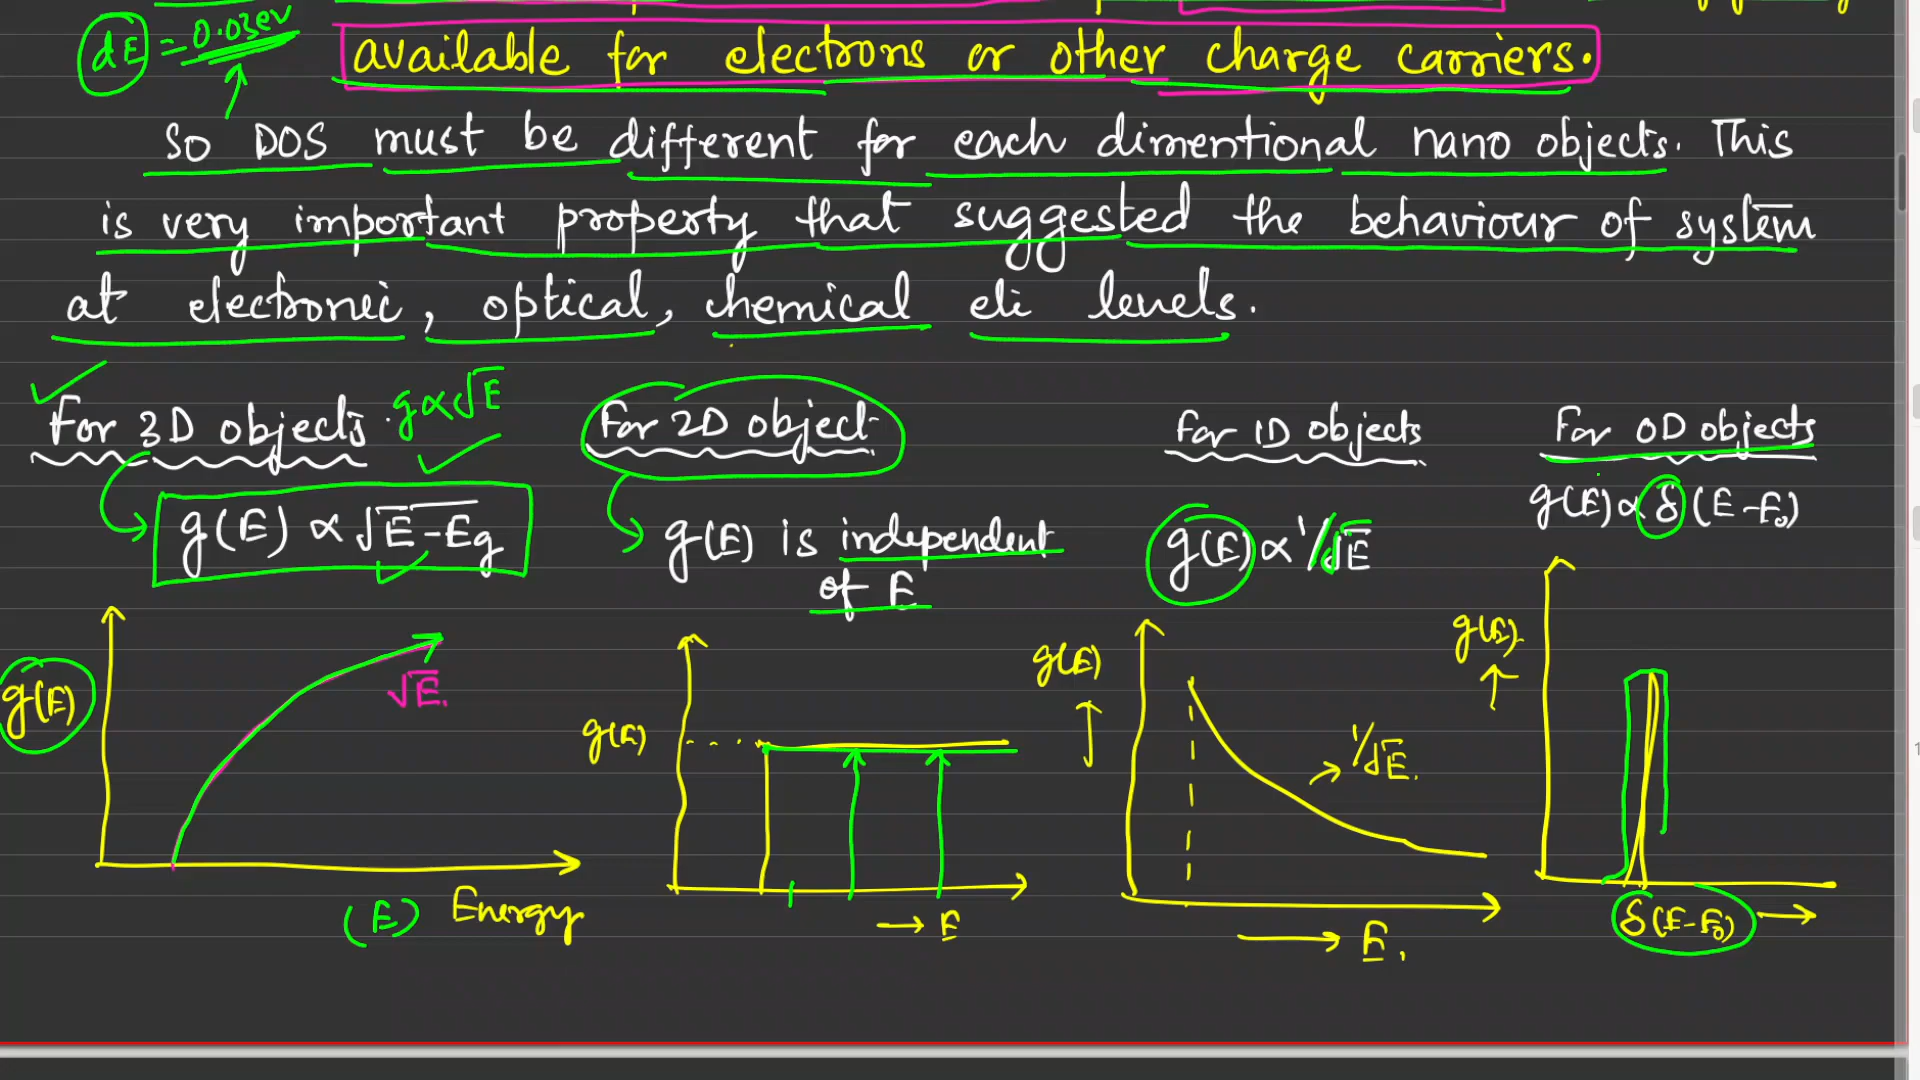 dE = 0.03eV
available for electrons or other charge carriers.
So DOS must be different for each dimentional nano objects. This
is very important property that suggested the behaviour of system
at electronic, optical, chemical etc levels.
For 3D objects. g ∝ √E
g(E) ∝ √E-Eg
g(E)
√E.
(E) Energy
For 2D object
g(E) is independent
of E
g(E)
→ E
For 1D objects
g(E) ∝ 1/√E
g(E)
1/√E.
→ E.
For 0D objects
g(E) ∝ δ(E-E₀)
g(E)
δ(E-E₀) →